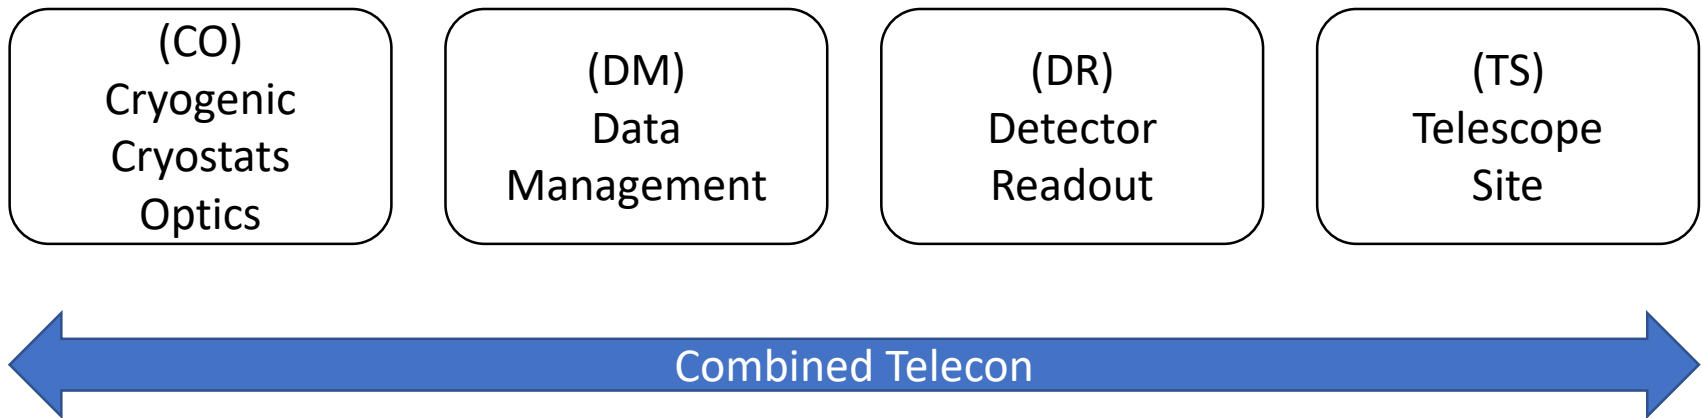 (CO)
Cryogenic
Cryostats
Optics
(DM)
Data
Management
(DR)
Detector
Readout
(TS)
Telescope
Site
Combined Telecon